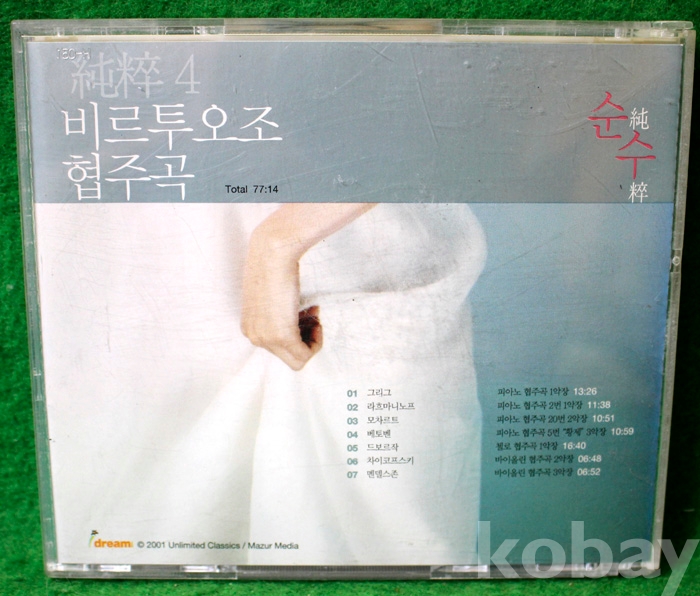 純粹 4
비르투오조
협주곡
Total 77:14
순수
純粹
01 그리그 피아노 협주곡 1악장 13:26
02 라흐마니노프 피아노 협주곡 2번 1악장 11:38
03 모차르트 피아노 협주곡 20번 2악장 10:51
04 베토벤 피아노 협주곡 5번 "황제" 3악장 10:59
05 드보르작 첼로 협주곡 1악장 16:40
06 차이코프스키 바이올린 협주곡 2악장 06:48
07 멘델스존 바이올린 협주곡 3악장 06:52
dream © 2001 Unlimited Classics / Mazur Media
kobay